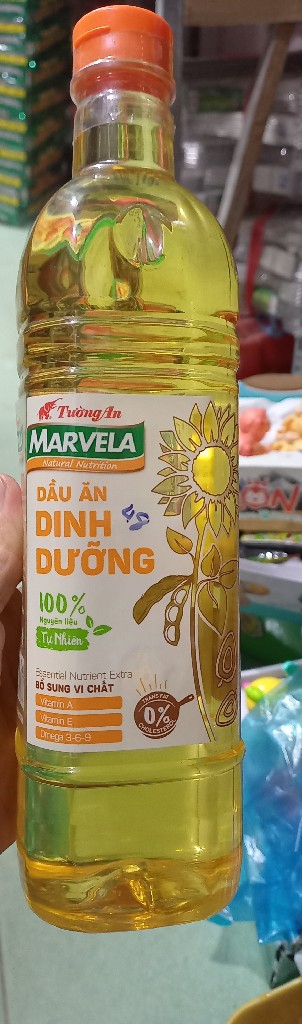 Tường An
MARVELA
Natural Nutrition
DẦU ĂN
DINH
DƯỠNG
48
100%
Nguyên liệu
Tự Nhiên
Essential Nutrient Extra
BỔ SUNG VI CHẤT
Vitamin A
Vitamin E
Omega 3-6-9
TRANS FAT
0%
CHOLESTEROL